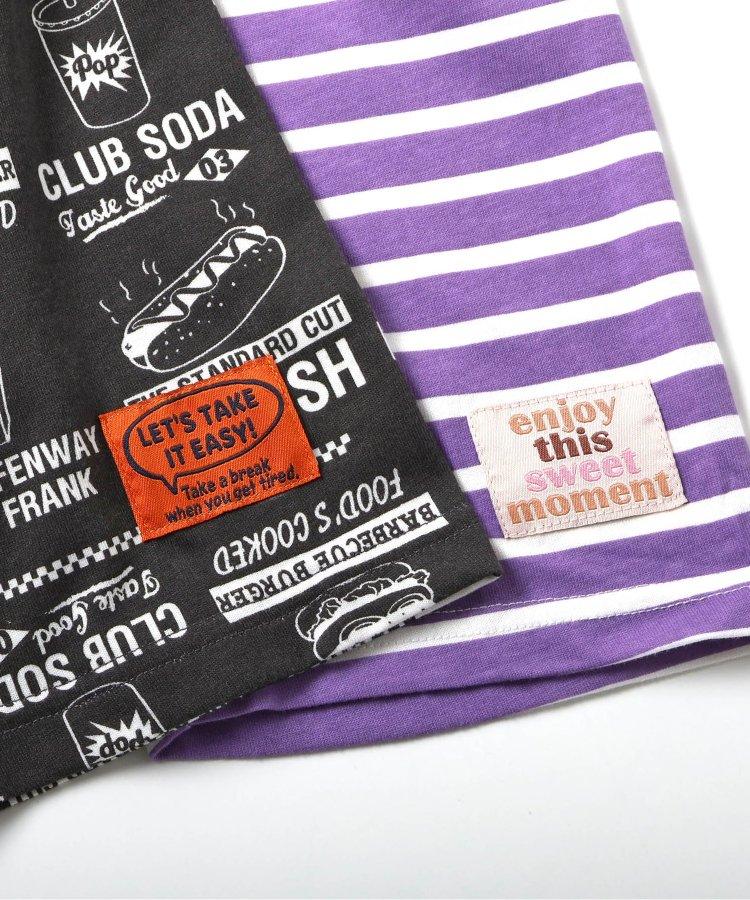 Pop
CLUB SODA
Taste Good
03
THE STANDARD CUT
SH
FENWAY
FRANK
LET'S TAKE
IT EASY!
Take a break
when you get tired.
enjoy
this
sweet
moment
FOOD'S COOKED
BARBECUE BURGER
Taste Good
CLUB SODA
Pop